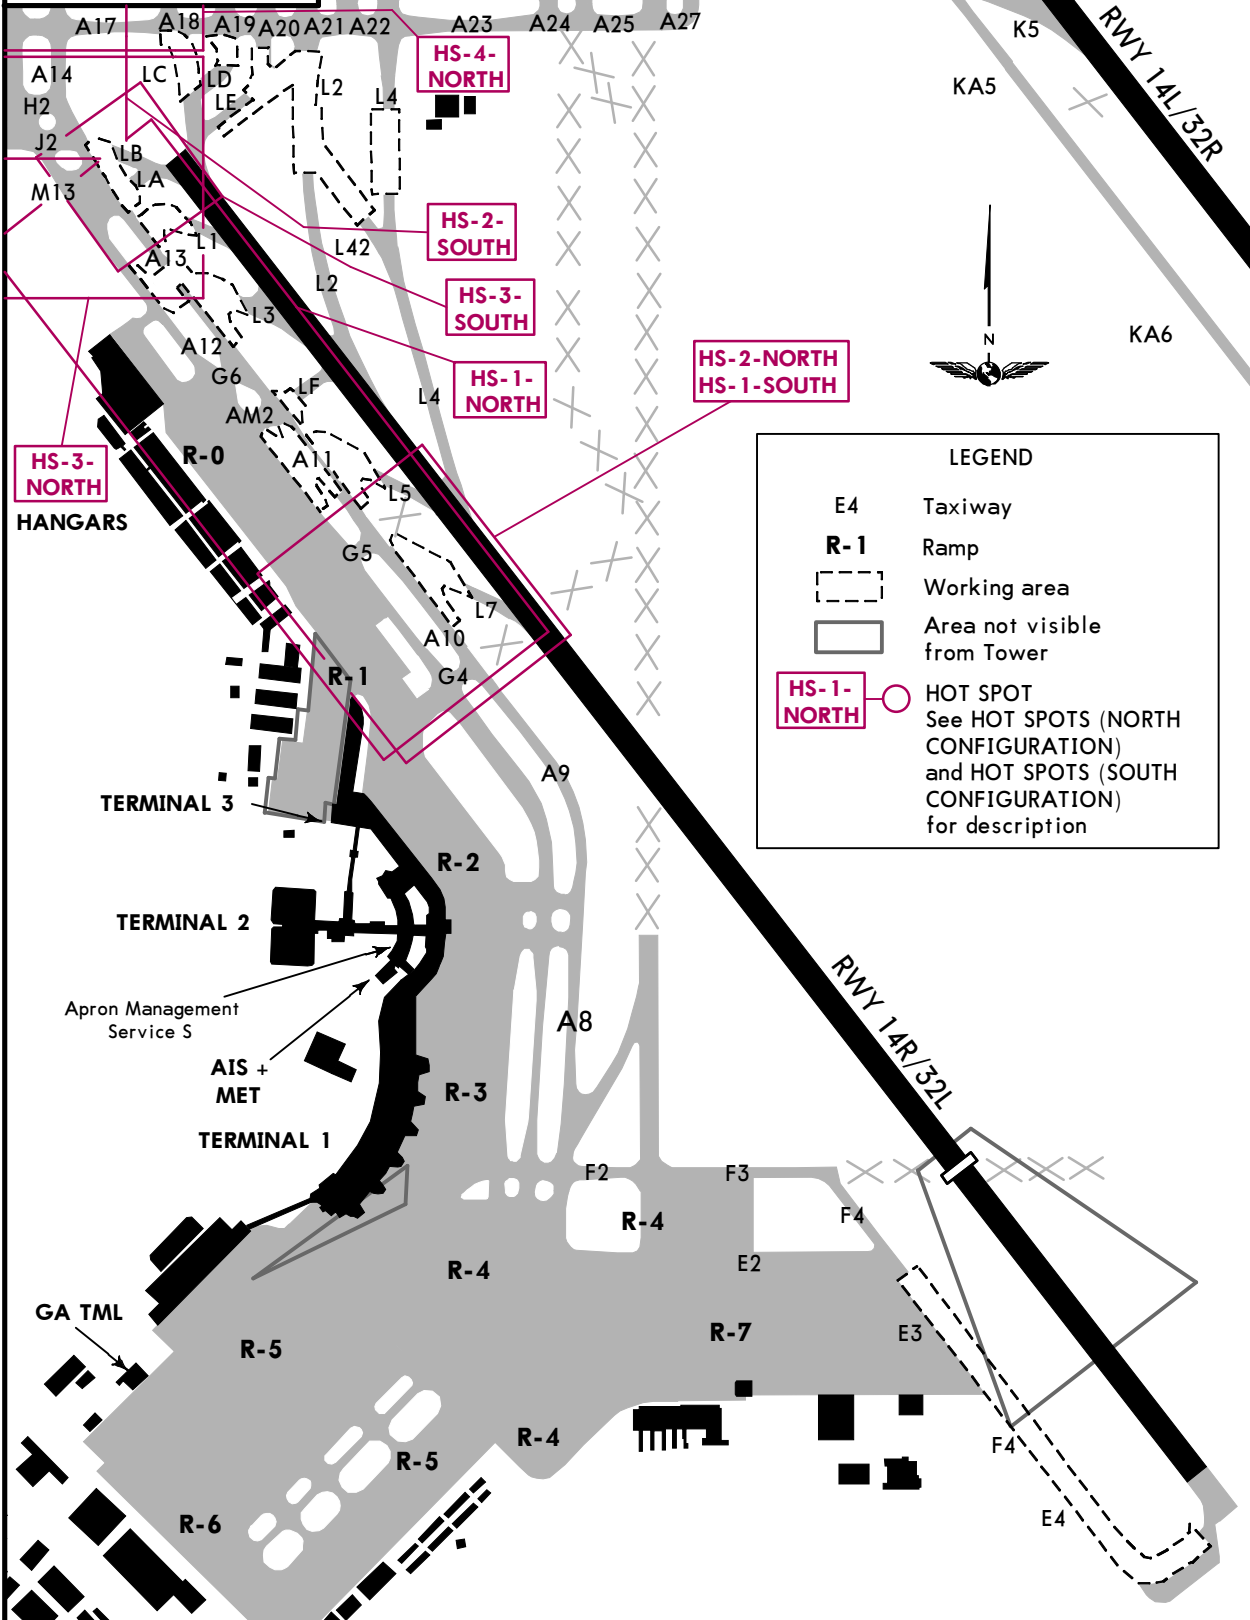 A17
A18
A19
A20
A21
A22
A23
A24
A25
A27
K5
RWY 14L/32R
HS-4-
NORTH
A14
LC
LD
L2
H2
LE
L4
KA5
J2
LB
LA
M13
HS-2-
SOUTH
L1
L42
A13
L2
N
HS-3-
SOUTH
L3
A12
KA6
G6
HS-2-NORTH
HS-1-SOUTH
HS-1-
NORTH
LF
L4
AM2
R-0
A11
HS-3-
NORTH
L5
HANGARS
G5
L7
A10
R-1
G4
LEGEND
E4 Taxiway
R-1 Ramp
Working area
Area not visible
from Tower
HS-1-
NORTH
HOT SPOT
See HOT SPOTS (NORTH
CONFIGURATION)
and HOT SPOTS (SOUTH
CONFIGURATION)
for description
A9
TERMINAL 3
R-2
TERMINAL 2
Apron Management
Service S
A8
RWY 14R/32L
AIS +
MET
R-3
TERMINAL 1
F2
F3
R-4
F4
R-4
E2
GA TML
R-5
R-7
E3
R-4
R-5
F4
R-6
E4